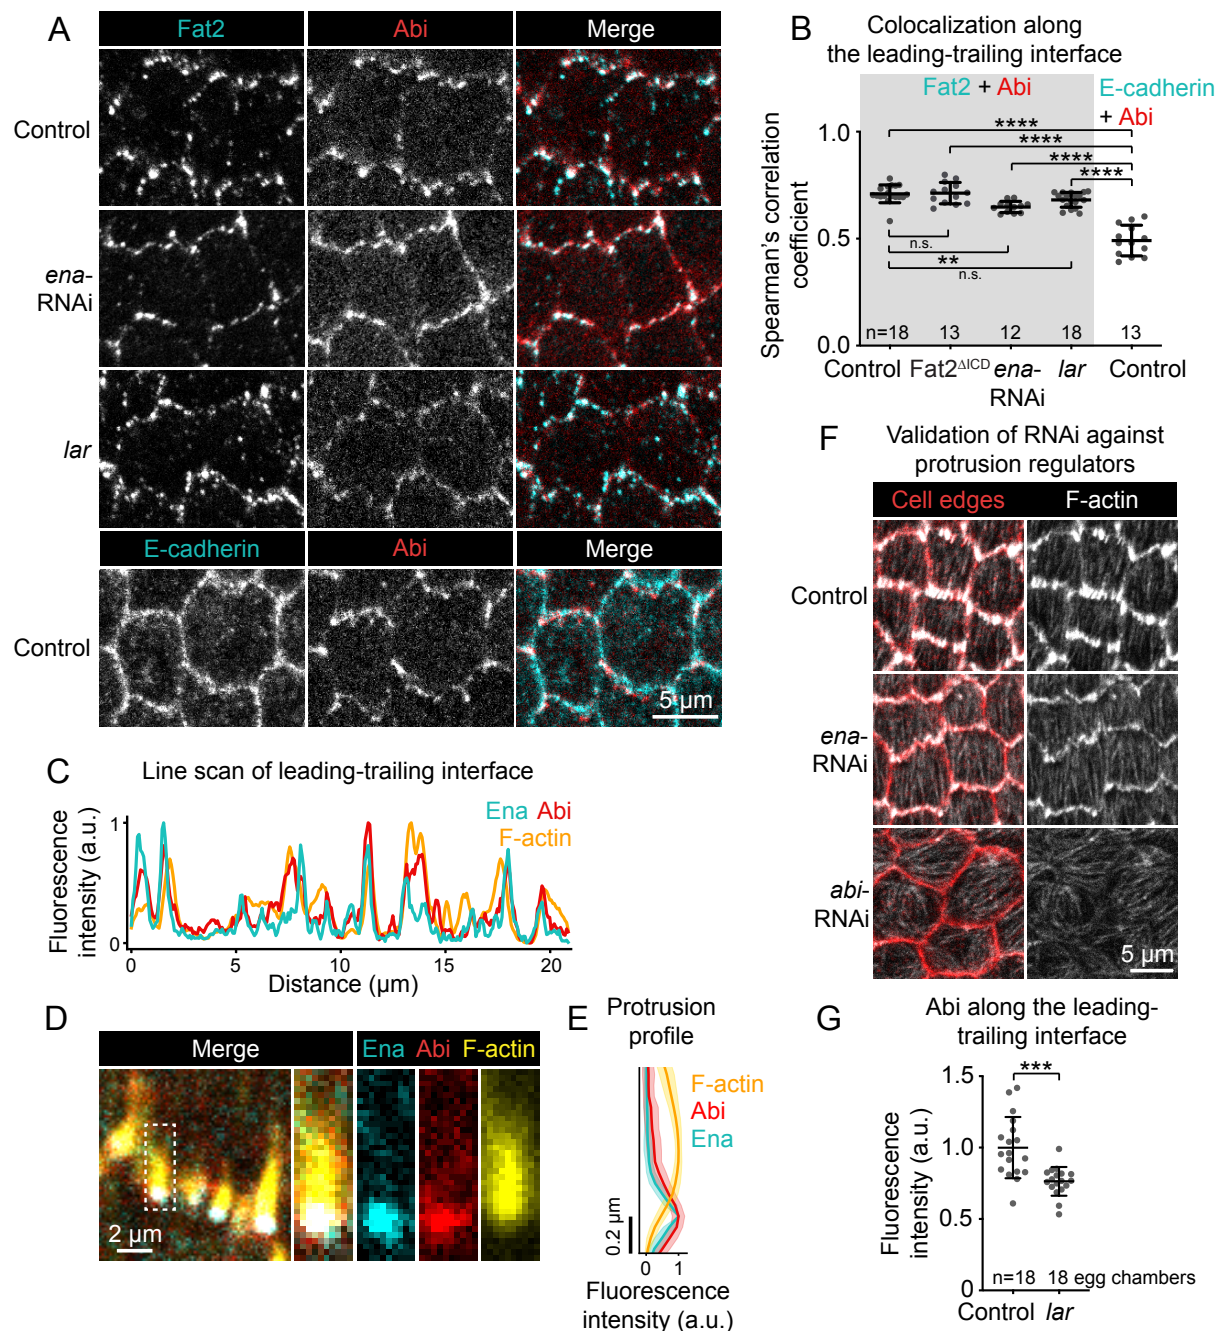 A
Fat2
Abi
Merge
Control
ena-
RNAi
lar
E-cadherin
Abi
Merge
Control
5 µm
B
Colocalization along
the leading-trailing interface
Fat2 + Abi
E-cadherin
+ Abi
Spearman's correlation
coefficient
1.0
0.5
0.0
****
****
****
****
n.s.
**
n.s.
n=18
13
12
18
13
Control
Fat2ΔICD
ena-
RNAi
lar
Control
C
Line scan of leading-trailing interface
Ena Abi
F-actin
Fluorescence
intensity (a.u.)
1
0
0
5
10
15
20
Distance (µm)
D
Merge
Ena
Abi
F-actin
2 µm
E
Protrusion
profile
F-actin
Abi
Ena
0.2 µm
0
1
Fluorescence
intensity (a.u.)
F
Validation of RNAi against
protrusion regulators
Cell edges
F-actin
Control
ena-
RNAi
abi-
RNAi
5 µm
G
Abi along the leading-
trailing interface
***
Fluorescence
intensity (a.u.)
1.5
1.0
0.5
0
n=18
18 egg chambers
Control
lar